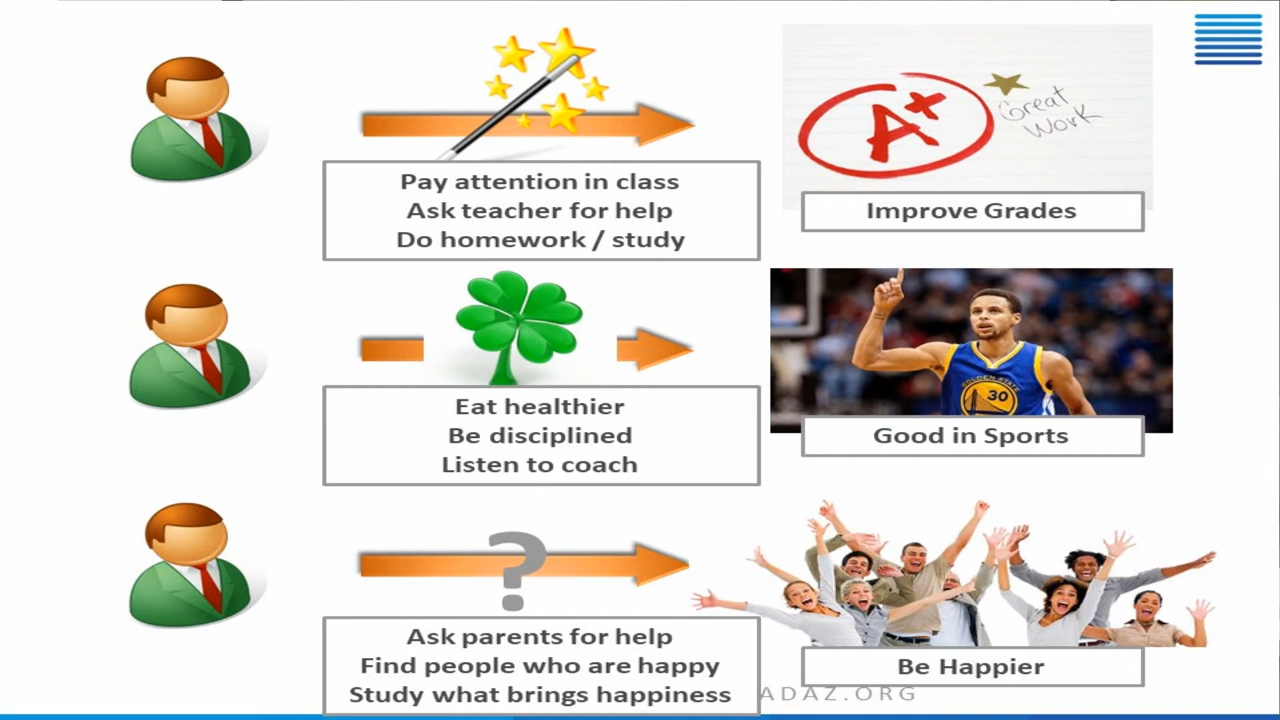 A+
Great
Work
Pay attention in class
Ask teacher for help
Do homework / study
Improve Grades
GOLDEN STATE
30
Eat healthier
Be disciplined
Listen to coach
Good in Sports
?
Ask parents for help
Find people who are happy
Study what brings happiness
Be Happier
ADAZ.ORG